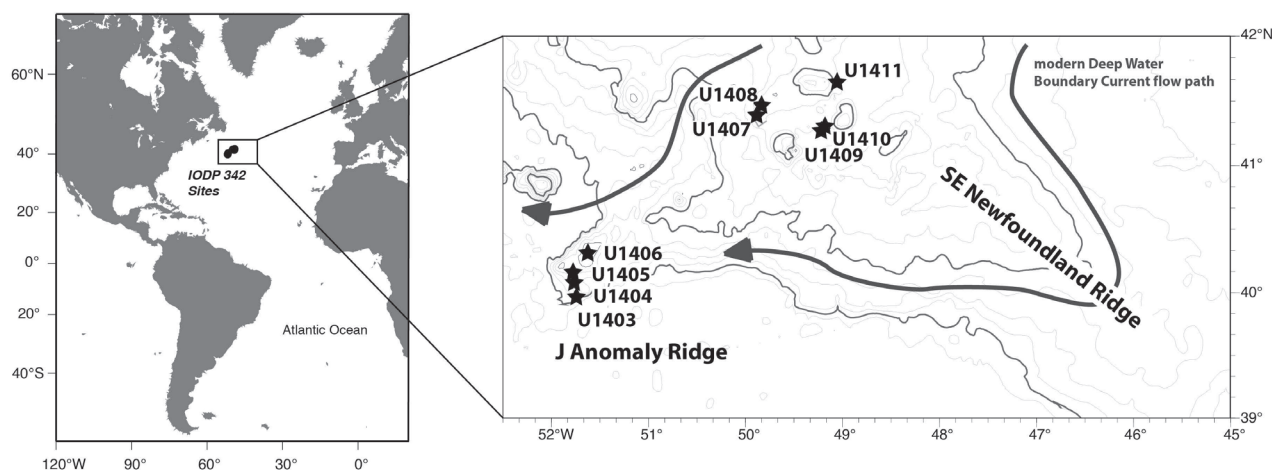 60°N
40°
20°
0°
20°
40°S
120°W
90°
60°
30°
0°
IODP 342
Sites
Atlantic Ocean
42°N
41°
40°
39°
52°W
51°
50°
49°
48°
47°
46°
45°
modern Deep Water
Boundary Current flow path
U1411
U1408
U1407
U1410
U1409
SE Newfoundland Ridge
U1406
U1405
U1404
U1403
J Anomaly Ridge